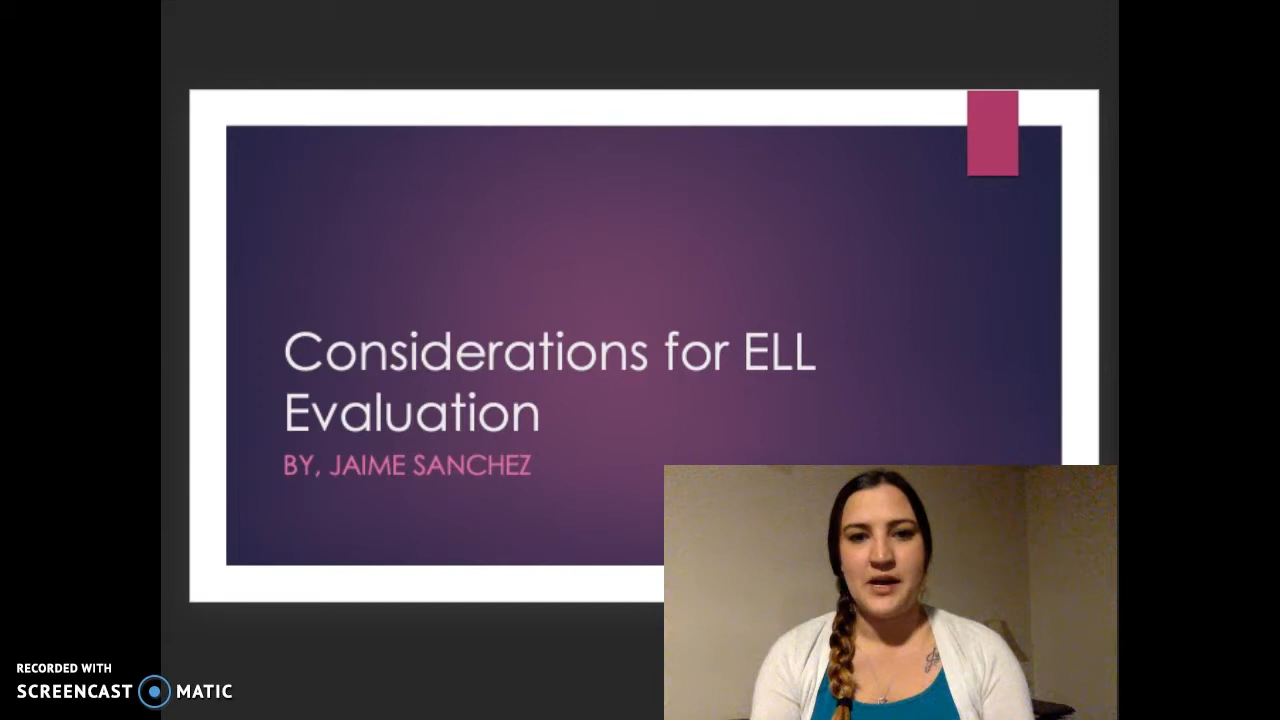 Considerations for ELL
Evaluation
BY, JAIME SANCHEZ
RECORDED WITH
SCREENCAST MATIC